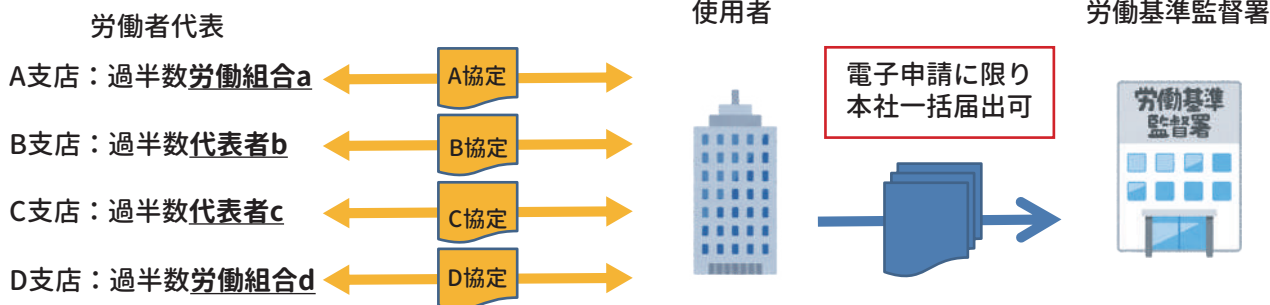 労働者代表
使用者
労働基準監督署
A支店：過半数労働組合a
A協定
B支店：過半数代表者b
B協定
C支店：過半数代表者c
C協定
D支店：過半数労働組合d
D協定
電子申請に限り
本社一括届出可
労働基準
監督署